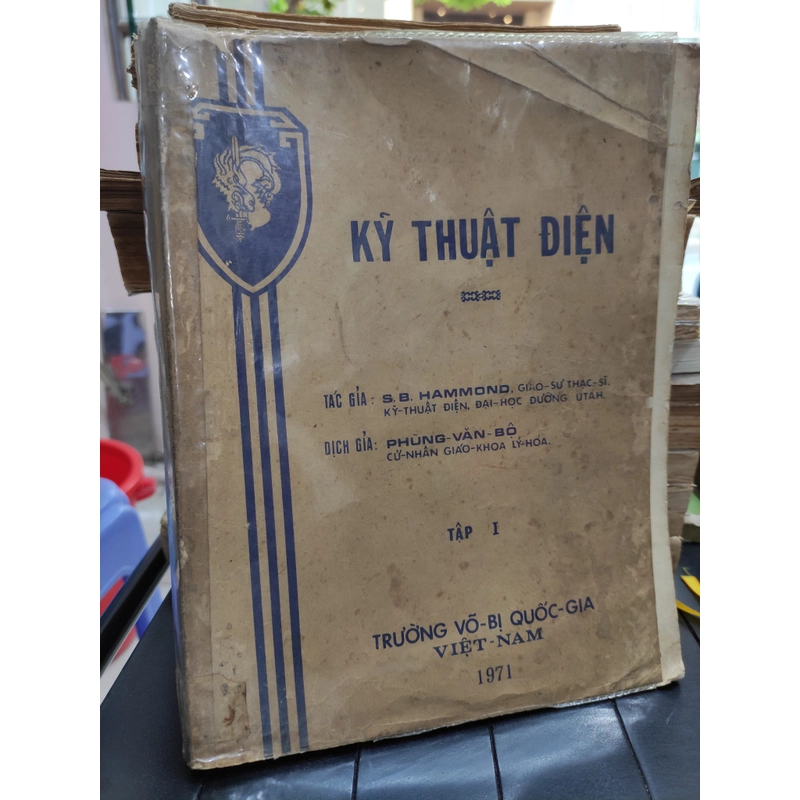 KỸ THUẬT ĐIỆN
TÁC GIẢ: S.B. HAMMOND, GIÁO-SƯ THẠC-SĨ.
KỸ-THUẬT ĐIỆN, ĐẠI-HỌC ĐƯỜNG UTAH.
DỊCH GIẢ: PHÙNG-VĂN-BỘ
CỬ-NHÂN GIÁO-KHOA LÝ-HÓA.
TẬP I
TRƯỜNG VÕ-BỊ QUỐC-GIA
VIỆT-NAM
1971